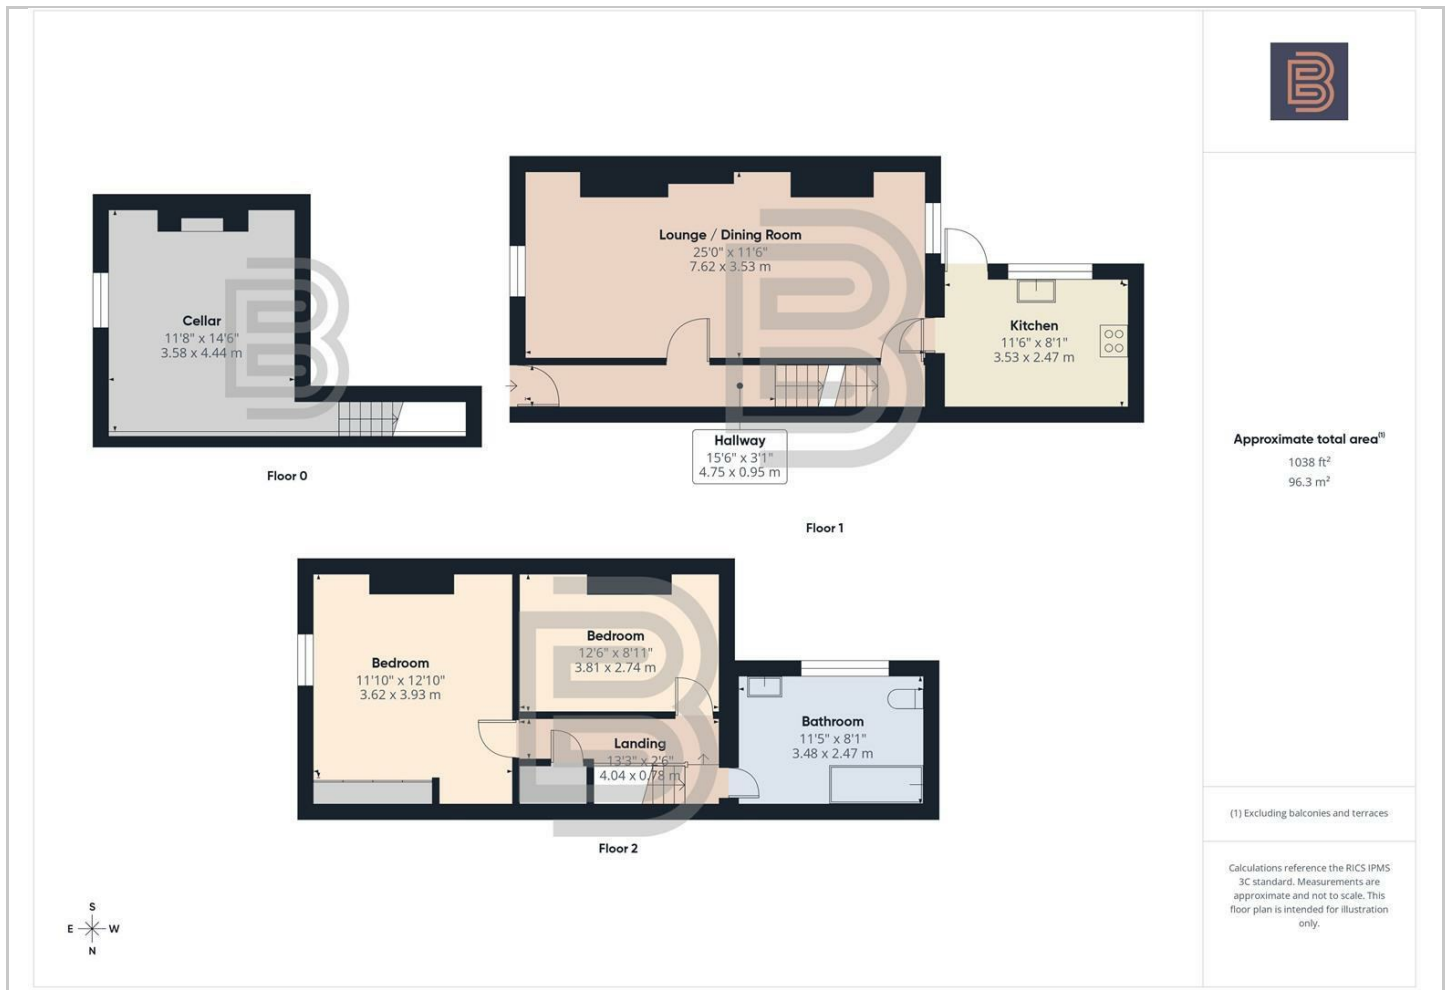 Cellar
11'8" x 14'6"
3.58 x 4.44 m
Floor 0
Lounge / Dining Room
25'0" x 11'6"
7.62 x 3.53 m
Kitchen
11'6" x 8'1"
3.53 x 2.47 m
Hallway
15'6" x 3'1"
4.75 x 0.95 m
Floor 1
Bedroom
11'10" x 12'10"
3.62 x 3.93 m
Bedroom
12'6" x 8'11"
3.81 x 2.74 m
Landing
13'3" x 2'6"
4.04 x 0.78 m
Bathroom
11'5" x 8'1"
3.48 x 2.47 m
Floor 2
S
E W
N
B
Approximate total area(1)
1038 ft²
96.3 m²
(1) Excluding balconies and terraces
Calculations reference the RICS IPMS
3C standard. Measurements are
approximate and not to scale. This
floor plan is intended for illustration
only.